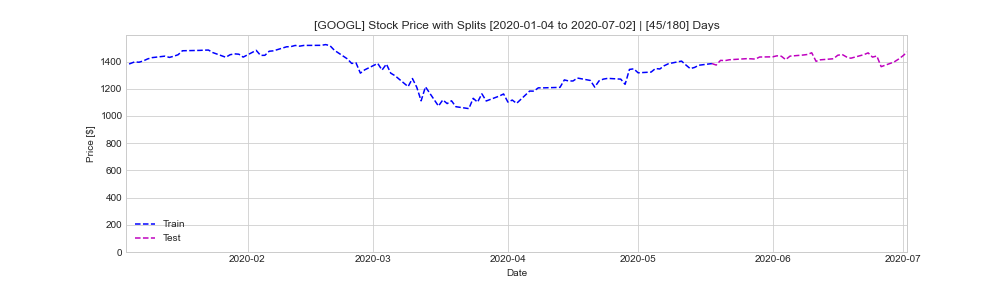 [GOOGL] Stock Price with Splits [2020-01-04 to 2020-07-02] | [45/180] Days
Price [$]
1400
1200
1000
800
600
400
200
0
Train
Test
2020-02
2020-03
2020-04
2020-05
2020-06
2020-07
Date